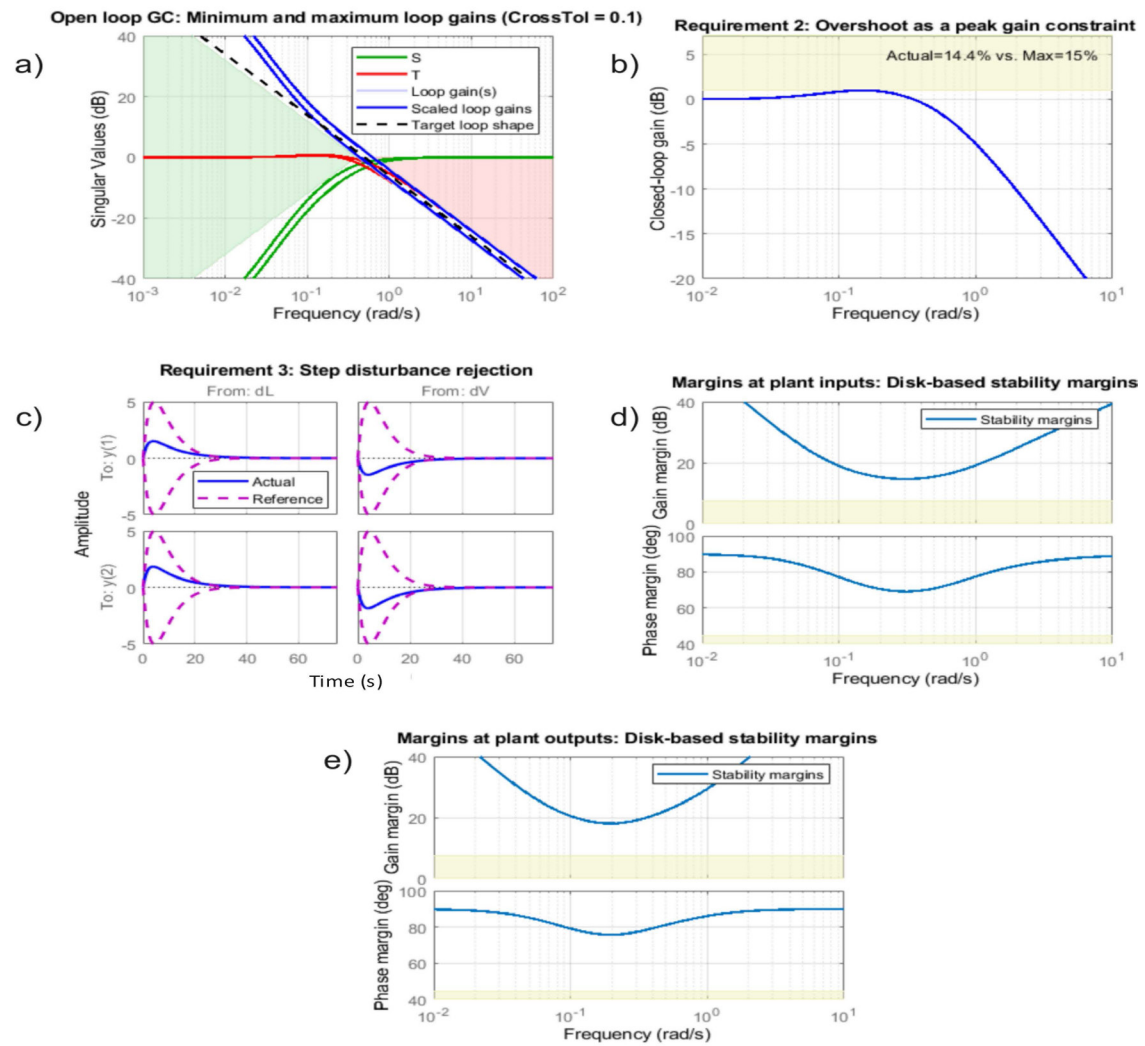 a)
Open loop GC: Minimum and maximum loop gains (CrossTol = 0.1)
Singular Values (dB)
40
20
0
-20
-40
S
T
Loop gain(s)
Scaled loop gains
Target loop shape
10^-3
10^-2
10^-1
10^0
10^1
10^2
Frequency (rad/s)
b)
Requirement 2: Overshoot as a peak gain constraint
Actual=14.4% vs. Max=15%
Closed-loop gain (dB)
5
0
-5
-10
-15
-20
10^-2
10^-1
10^0
10^1
Frequency (rad/s)
c)
Requirement 3: Step disturbance rejection
From: dL
From: dV
Amplitude
To: y(1)
5
0
-5
Actual
Reference
To: y(2)
5
0
-5
0
20
40
60
0
20
40
60
Time (s)
d)
Margins at plant inputs: Disk-based stability margins
Stability margins
Gain margin (dB)
40
20
0
Phase margin (deg)
100
80
60
40
10^-2
10^-1
10^0
10^1
Frequency (rad/s)
e)
Margins at plant outputs: Disk-based stability margins
Stability margins
Gain margin (dB)
40
20
0
Phase margin (deg)
100
80
60
40
10^-2
10^-1
10^0
10^1
Frequency (rad/s)